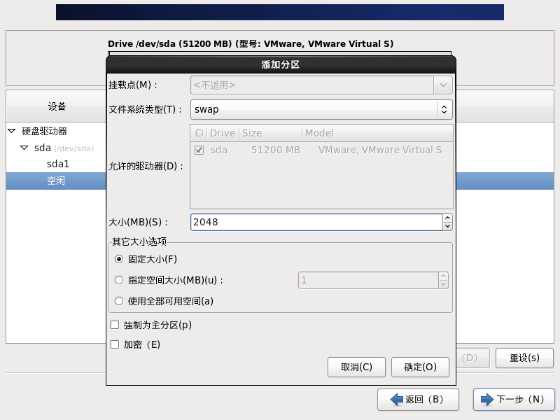 Drive /dev/sda (51200 MB) (型号: VMware, VMware Virtual S)
添加分区
挂载点(M)：
<不适用>
文件系统类型(T)：
swap
Drive Size Model
sda 51200 MB VMware, VMware Virtual S
允许的驱动器(D)：
大小(MB)(S)：
2048
其它大小选项
固定大小(F)
指定空间大小(MB)(u)：
1
使用全部可用空间(a)
强制为主分区(p)
加密（E)
取消(C)
确定(O)
设备
硬盘驱动器
sda (/dev/sda)
sda1
空闲
(D)
重设(s)
返回（B）
下一步（N）